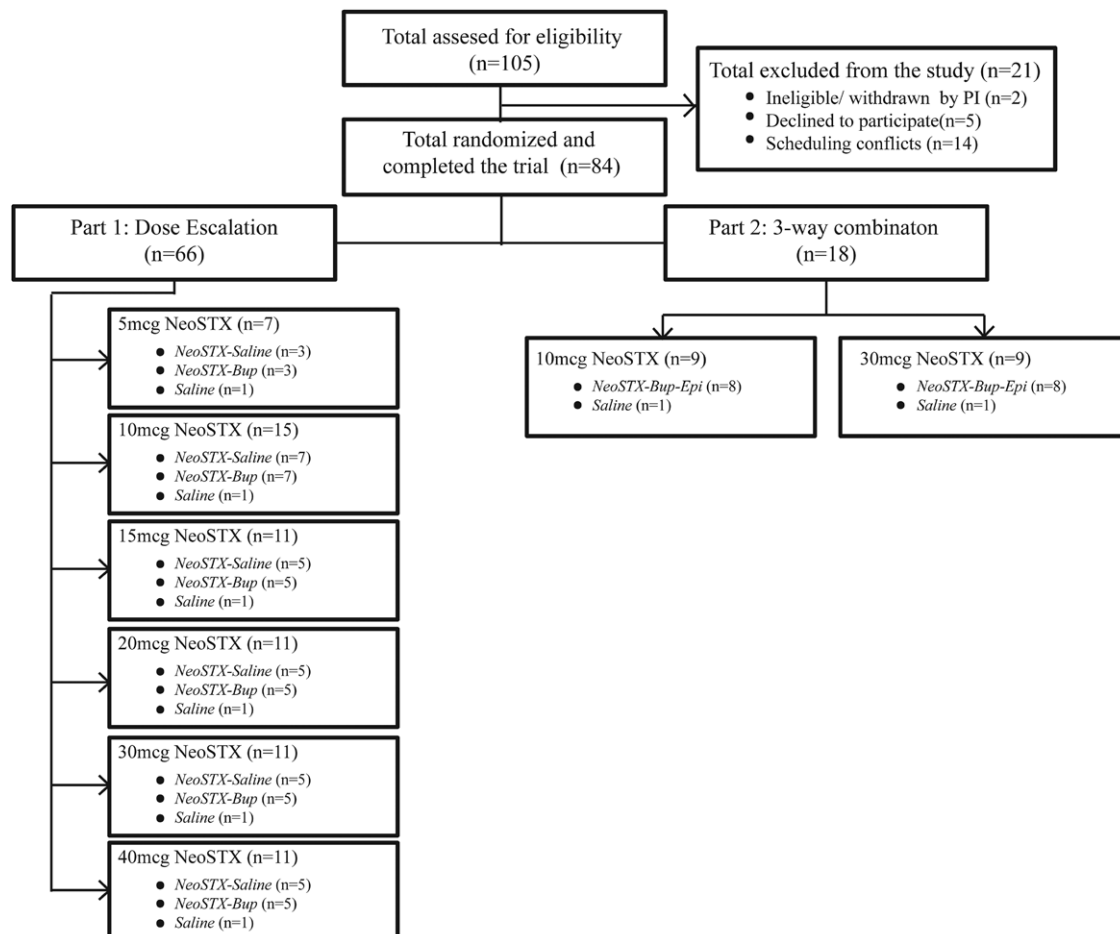 Total assesed for eligibility
(n=105)
Total excluded from the study (n=21)
● Ineligible/ withdrawn by PI (n=2)
● Declined to participate(n=5)
● Scheduling conflicts (n=14)
Total randomized and
completed the trial (n=84)
Part 1: Dose Escalation
(n=66)
Part 2: 3-way combinaton
(n=18)
5mcg NeoSTX (n=7)
● NeoSTX-Saline (n=3)
● NeoSTX-Bup (n=3)
● Saline (n=1)
10mcg NeoSTX (n=15)
● NeoSTX-Saline (n=7)
● NeoSTX-Bup (n=7)
● Saline (n=1)
15mcg NeoSTX (n=11)
● NeoSTX-Saline (n=5)
● NeoSTX-Bup (n=5)
● Saline (n=1)
20mcg NeoSTX (n=11)
● NeoSTX-Saline (n=5)
● NeoSTX-Bup (n=5)
● Saline (n=1)
30mcg NeoSTX (n=11)
● NeoSTX-Saline (n=5)
● NeoSTX-Bup (n=5)
● Saline (n=1)
40mcg NeoSTX (n=11)
● NeoSTX-Saline (n=5)
● NeoSTX-Bup (n=5)
● Saline (n=1)
10mcg NeoSTX (n=9)
● NeoSTX-Bup-Epi (n=8)
● Saline (n=1)
30mcg NeoSTX (n=9)
● NeoSTX-Bup-Epi (n=8)
● Saline (n=1)